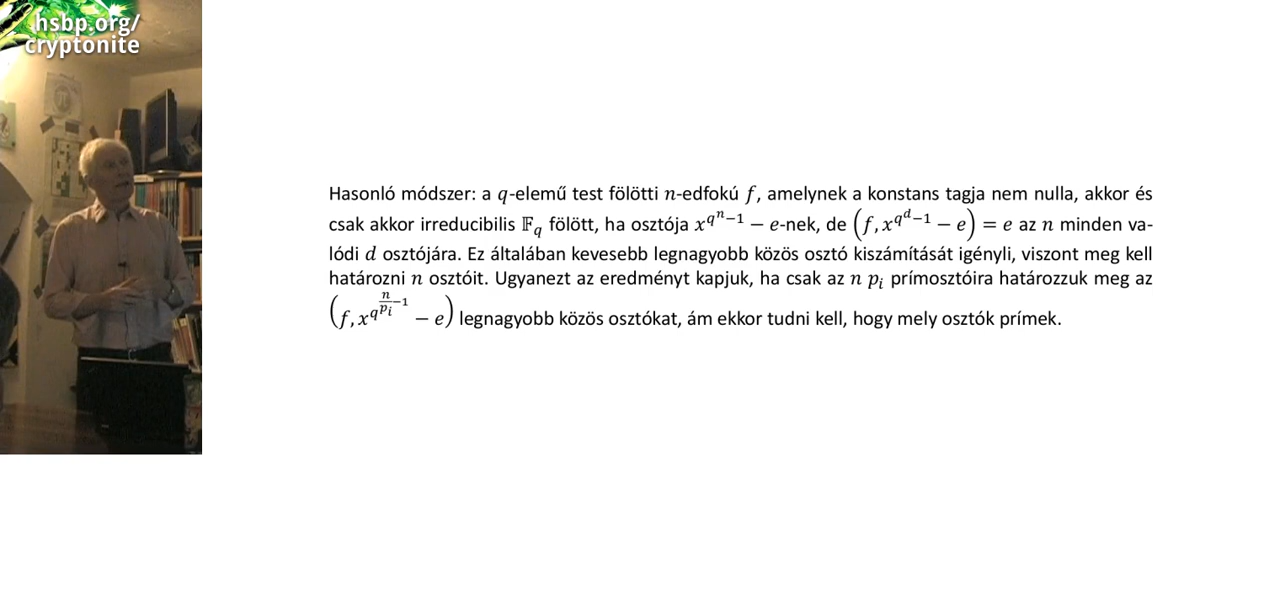 hsbp.org/
cryptonite
Hasonló módszer: a q-elemű test fölötti n-edfokú f, amelynek a konstans tagja nem nulla, akkor és
csak akkor irreducibilis 𝔽_q fölött, ha osztója x^{q^n−1} − e-nek, de (f, x^{q^d−1} − e) = e az n minden va-
lódi d osztójára. Ez általában kevesebb legnagyobb közös osztó kiszámítását igényli, viszont meg kell
határozni n osztóit. Ugyanezt az eredményt kapjuk, ha csak az n p_i prímosztóira határozzuk meg az
(f, x^{q^{n/p_i}−1} − e) legnagyobb közös osztókat, ám ekkor tudni kell, hogy mely osztók prímek.